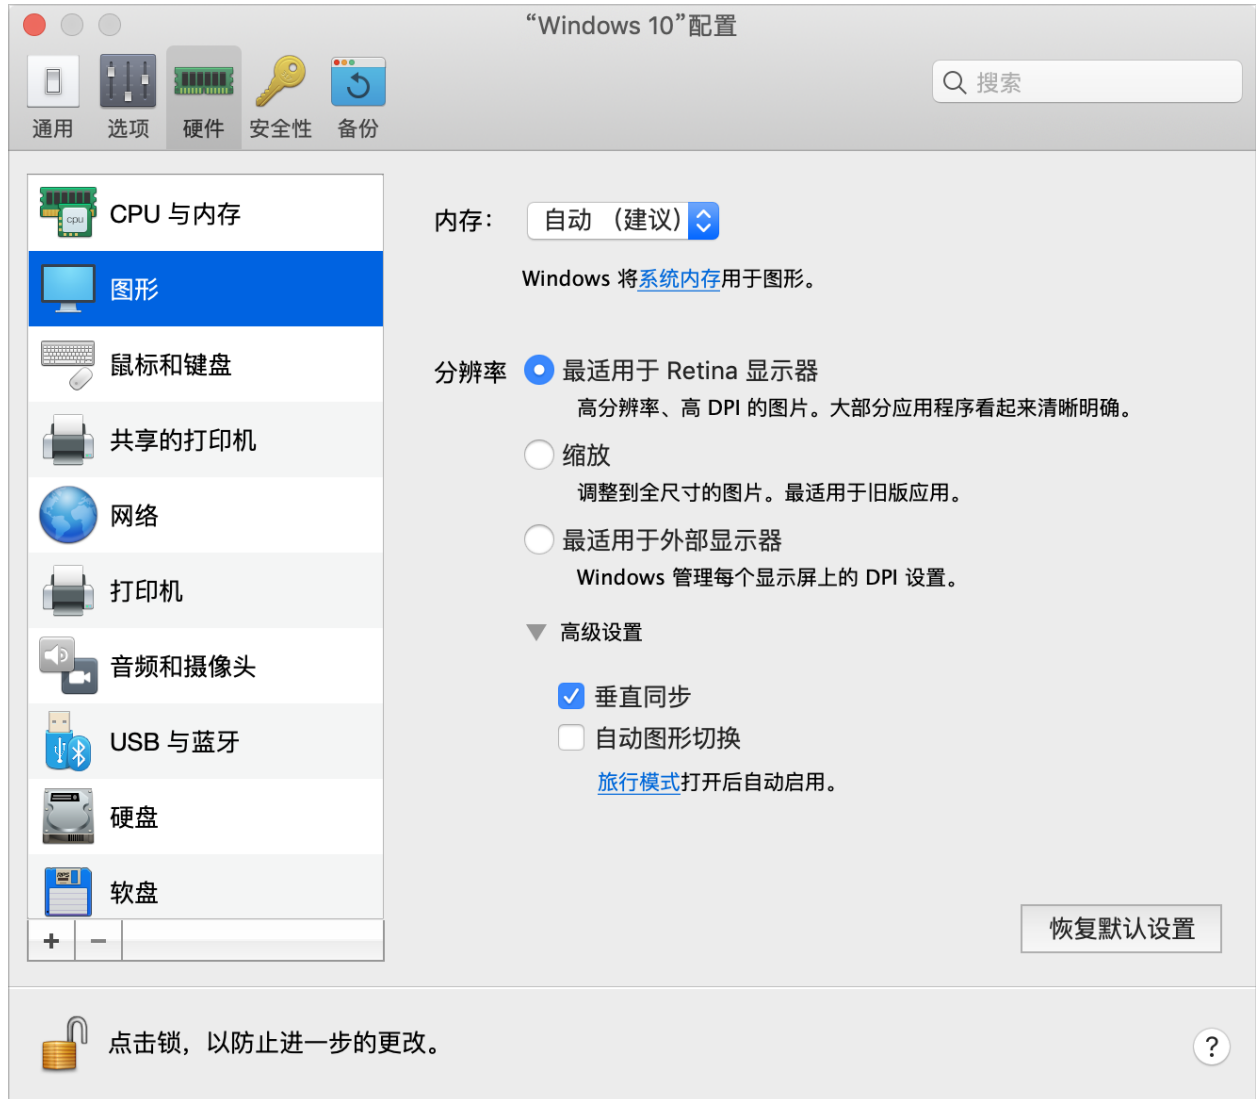 “Windows 10”配置
通用
选项
硬件
安全性
备份
搜索
cpu
CPU 与内存
图形
鼠标和键盘
共享的打印机
网络
打印机
音频和摄像头
USB 与蓝牙
硬盘
软盘
内存：
自动 （建议）
Windows 将系统内存用于图形。
分辨率
最适用于 Retina 显示器
高分辨率、高 DPI 的图片。大部分应用程序看起来清晰明确。
缩放
调整到全尺寸的图片。最适用于旧版应用。
最适用于外部显示器
Windows 管理每个显示屏上的 DPI 设置。
高级设置
垂直同步
自动图形切换
旅行模式打开后自动启用。
+
−
恢复默认设置
点击锁，以防止进一步的更改。
?